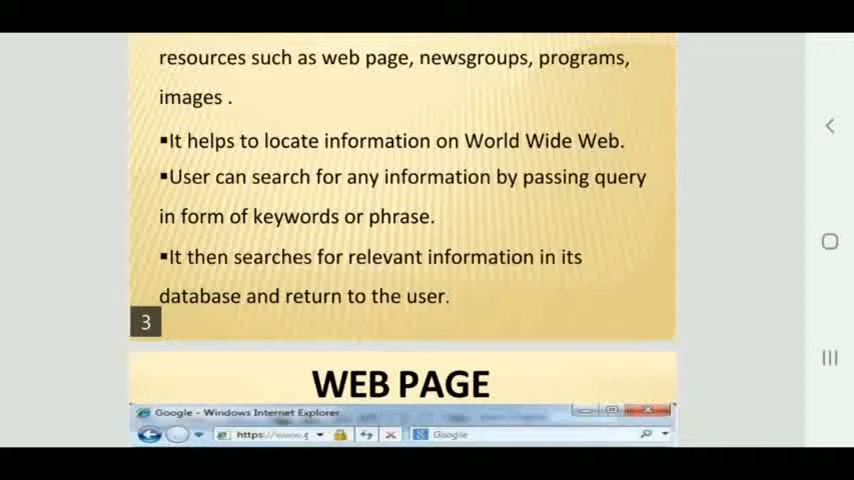 resources such as web page, newsgroups, programs,
images .
▪It helps to locate information on World Wide Web.
▪User can search for any information by passing query
in form of keywords or phrase.
▪It then searches for relevant information in its
database and return to the user.
3
WEB PAGE
Google - Windows Internet Explorer
https://www.g
Google